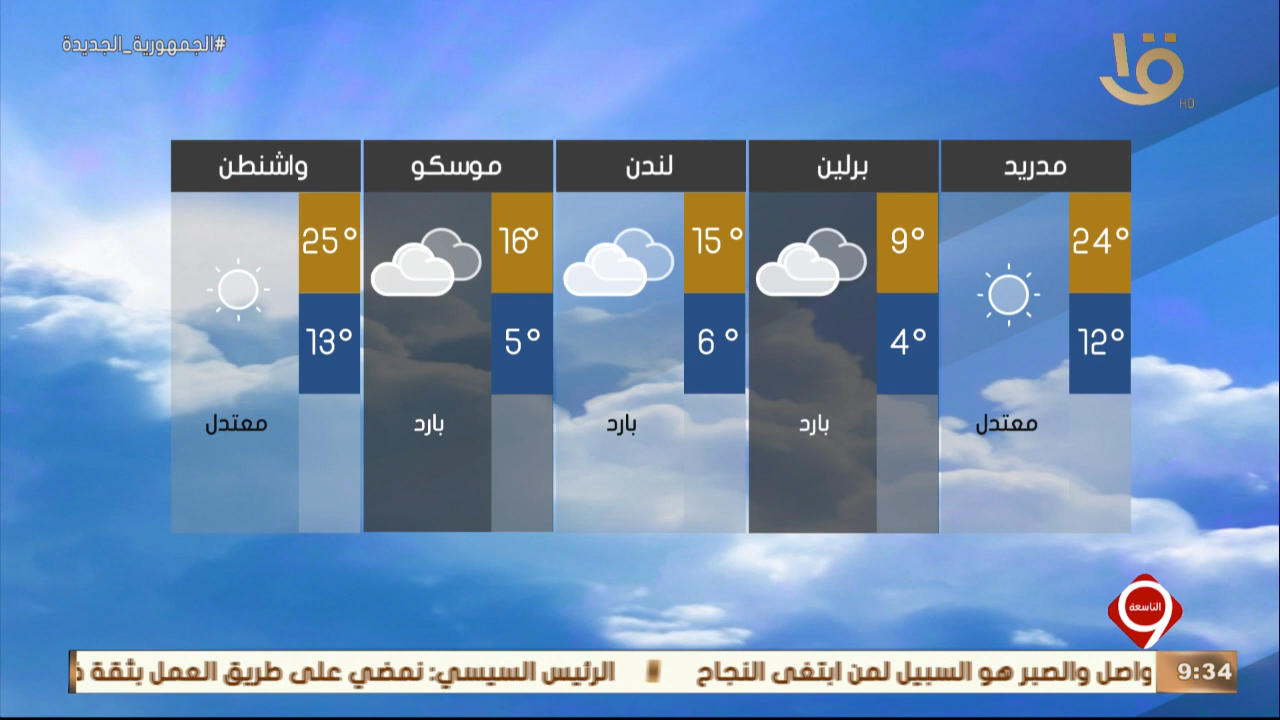 #الجمهورية_الجديدة
HD
مدريد
24°
12°
معتدل
برلين
9°
4°
بارد
لندن
15°
6°
بارد
موسكو
16°
5°
بارد
واشنطن
25°
13°
معتدل
التاسعة
9
9:34
واصل والصبر هو السبيل لمن ابتغى النجاح
الرئيس السيسي: نمضي على طريق العمل بثقة